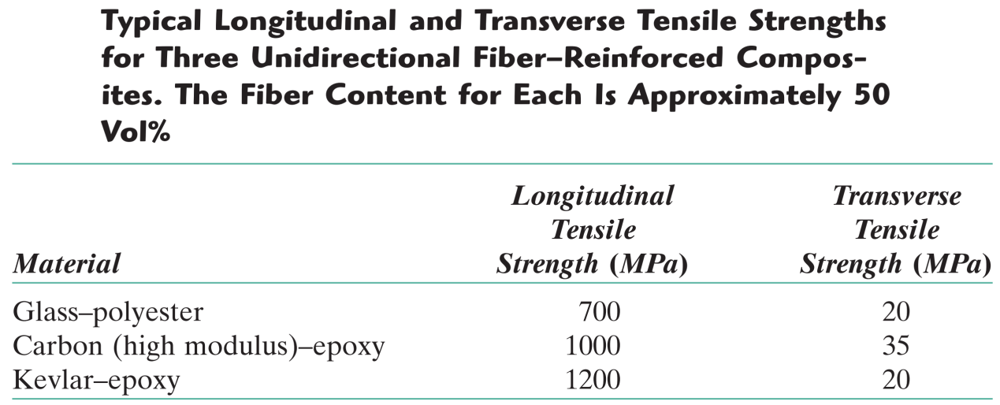 Typical Longitudinal and Transverse Tensile Strengths
for Three Unidirectional Fiber–Reinforced Compos-
ites. The Fiber Content for Each Is Approximately 50
Vol%
Longitudinal Transverse
Tensile Tensile
Material Strength (MPa) Strength (MPa)
Glass–polyester 700 20
Carbon (high modulus)–epoxy 1000 35
Kevlar–epoxy 1200 20